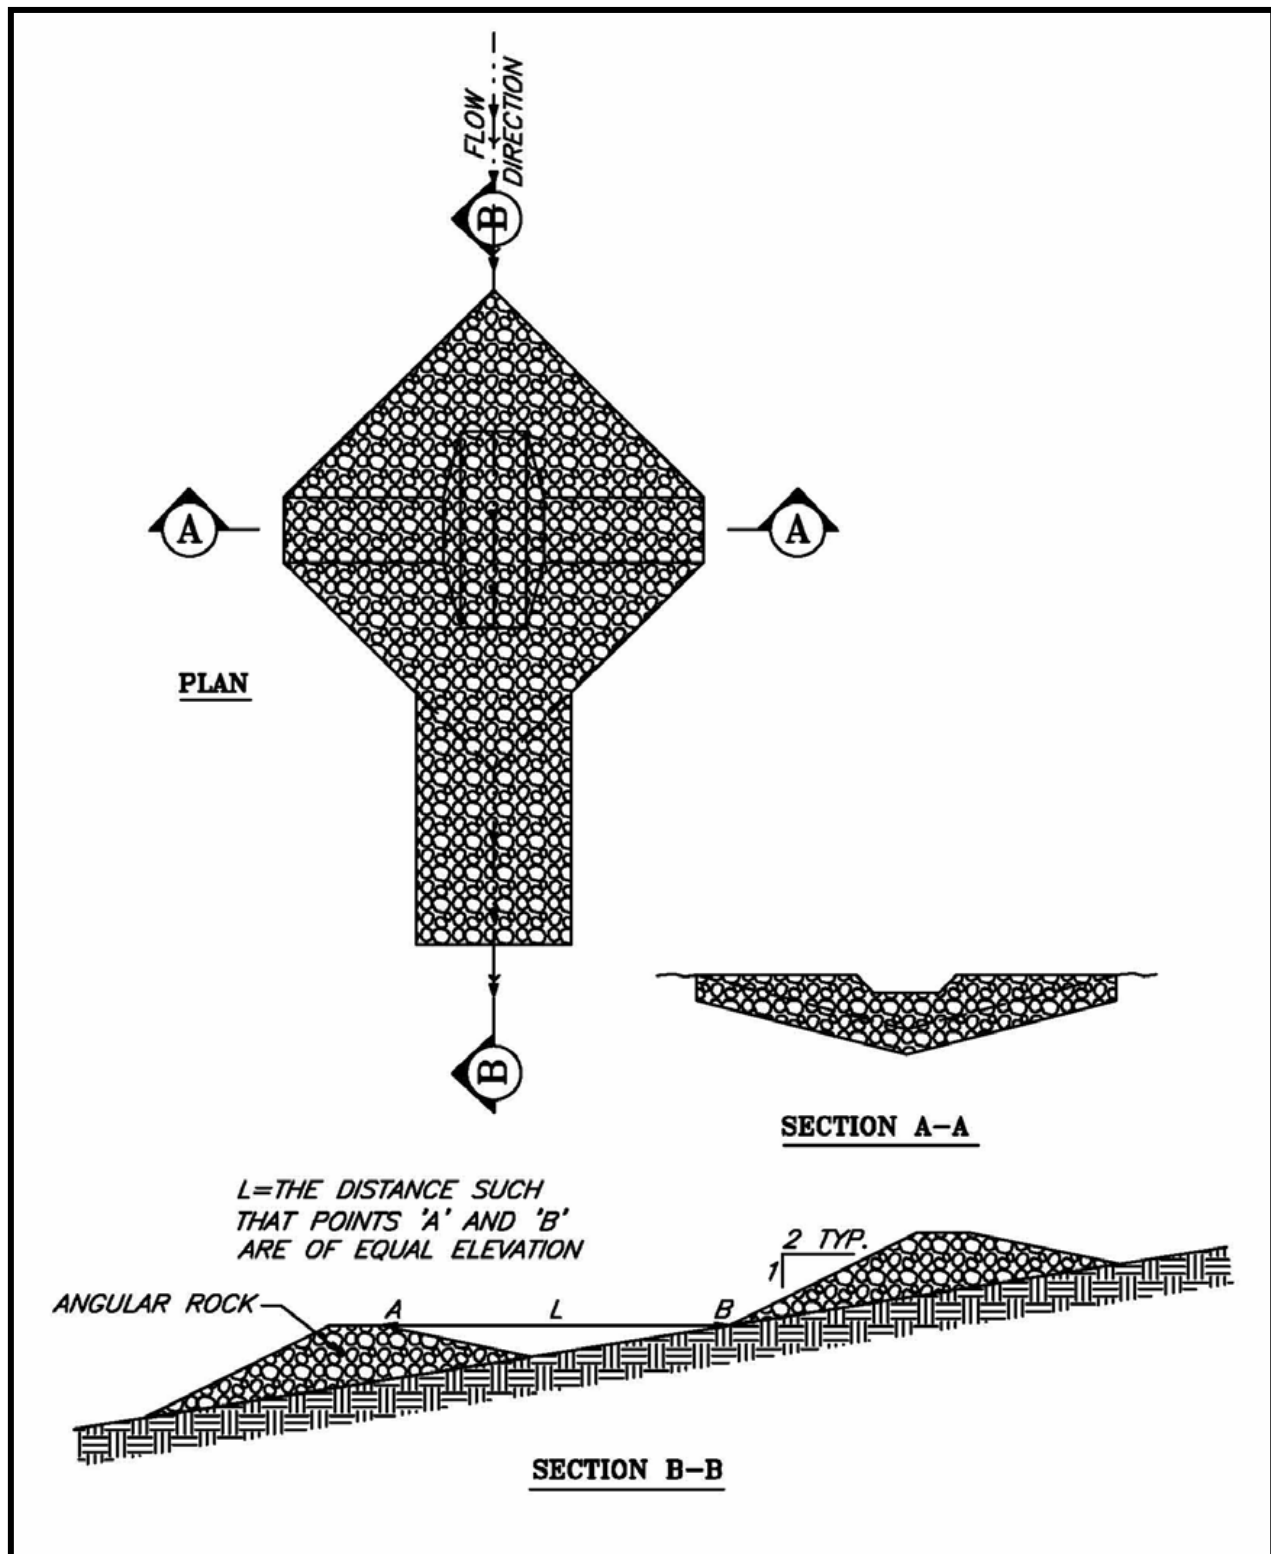 FLOW
DIRECTION
B
A
A
PLAN
B
SECTION A-A
L=THE DISTANCE SUCH
THAT POINTS 'A' AND 'B'
ARE OF EQUAL ELEVATION
2 TYP.
1
ANGULAR ROCK
A
L
B
SECTION B-B